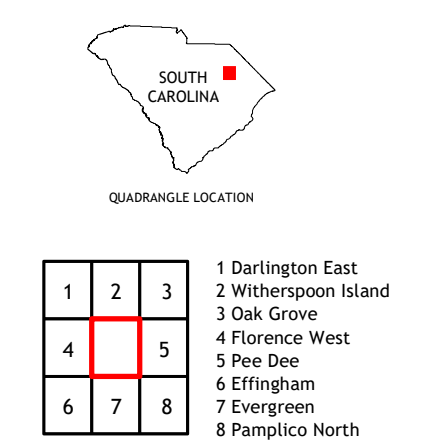 SOUTH
CAROLINA
QUADRANGLE LOCATION
1 2 3
4 5
6 7 8
1 Darlington East
2 Witherspoon Island
3 Oak Grove
4 Florence West
5 Pee Dee
6 Effingham
7 Evergreen
8 Pamplico North